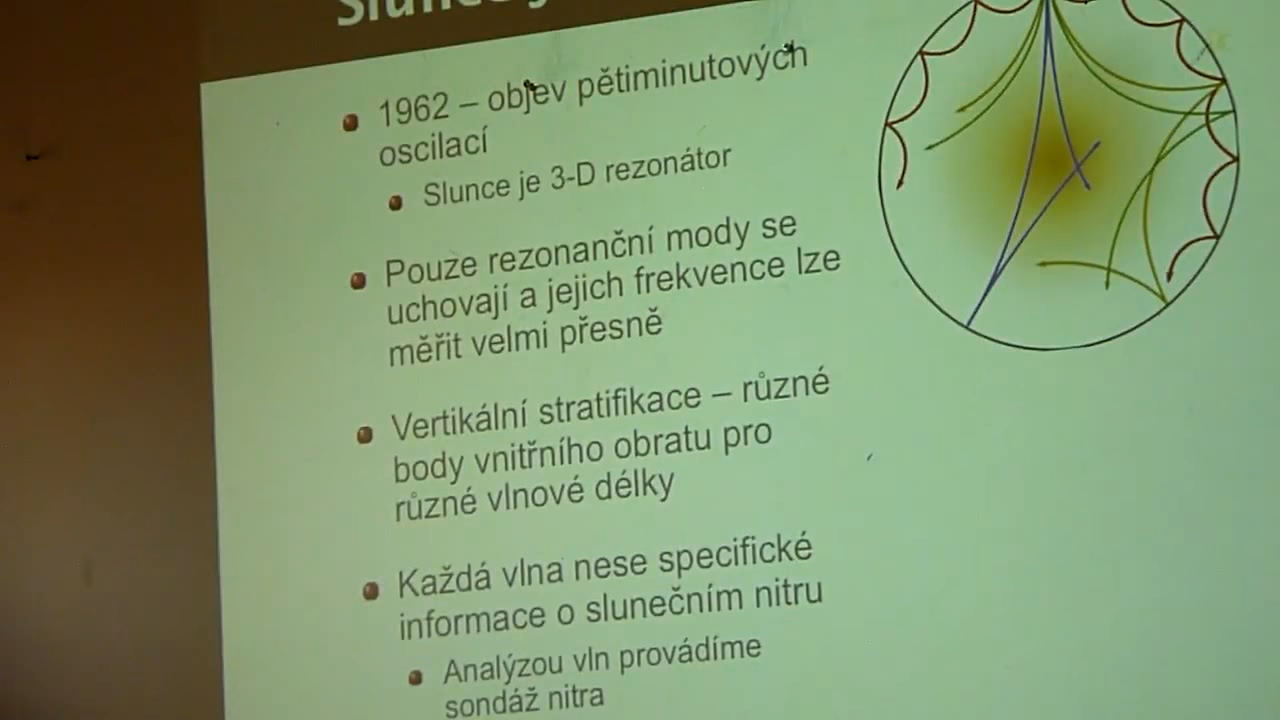 1962 – objev pětiminutových
oscilací
Slunce je 3-D rezonátor
Pouze rezonanční mody se
uchovají a jejich frekvence lze
měřit velmi přesně
Vertikální stratifikace – různé
body vnitřního obratu pro
různé vlnové délky
Každá vlna nese specifické
informace o slunečním nitru
Analýzou vln provádíme
sondáž nitra